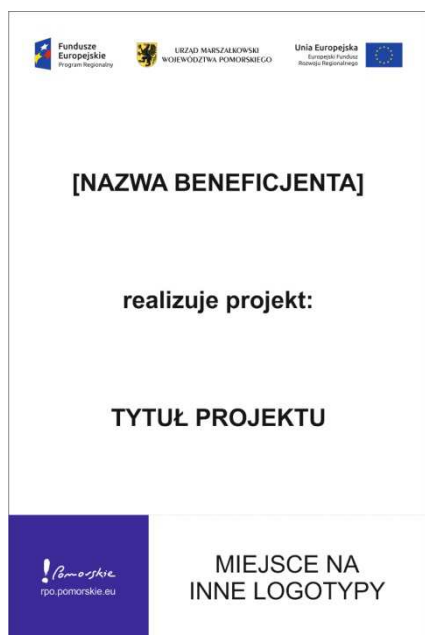 Fundusze
Europejskie
Program Regionalny
URZĄD MARSZAŁKOWSKI
WOJEWÓDZTWA POMORSKIEGO
Unia Europejska
Europejski Fundusz
Rozwoju Regionalnego
[NAZWA BENEFICJENTA]
realizuje projekt:
TYTUŁ PROJEKTU
!Pomorskie
rpo.pomorskie.eu
MIEJSCE NA
INNE LOGOTYPY